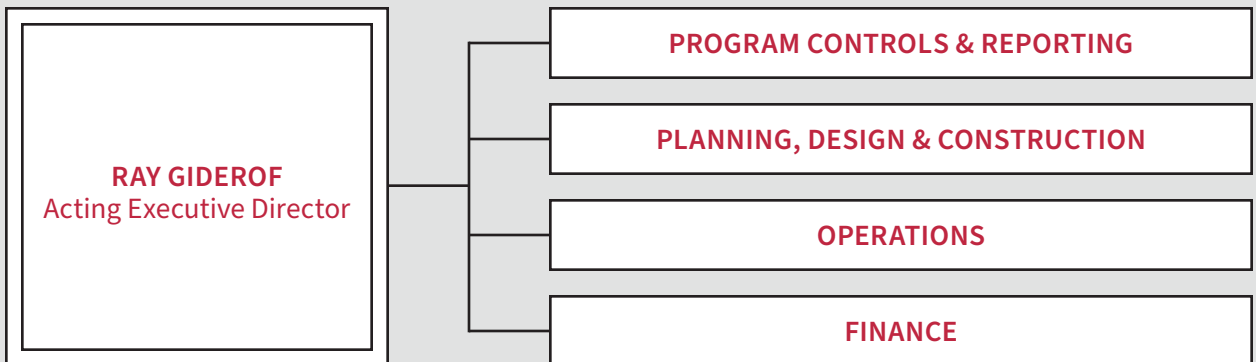 RAY GIDEROF
Acting Executive Director
PROGRAM CONTROLS & REPORTING
PLANNING, DESIGN & CONSTRUCTION
OPERATIONS
FINANCE